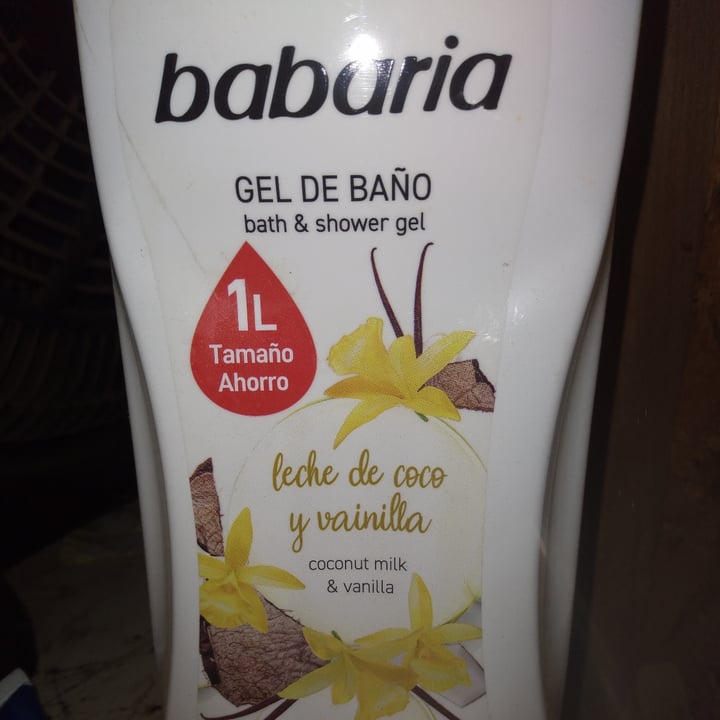 babaria
GEL DE BAÑO
bath & shower gel
1L
Tamaño
Ahorro
leche de coco
y vainilla
coconut milk
& vanilla